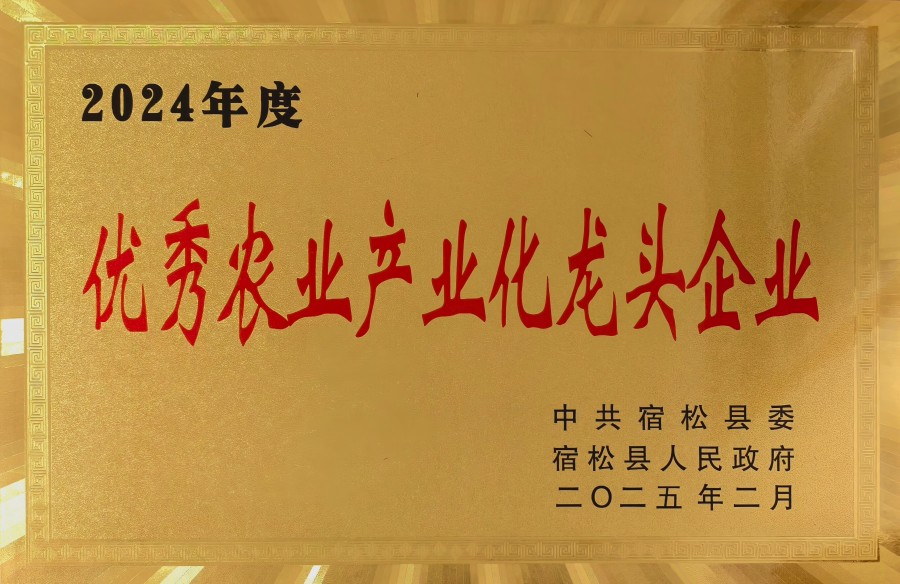 2024年度
优秀农业产业化龙头企业
中共宿松县委
宿松县人民政府
二〇二五年二月